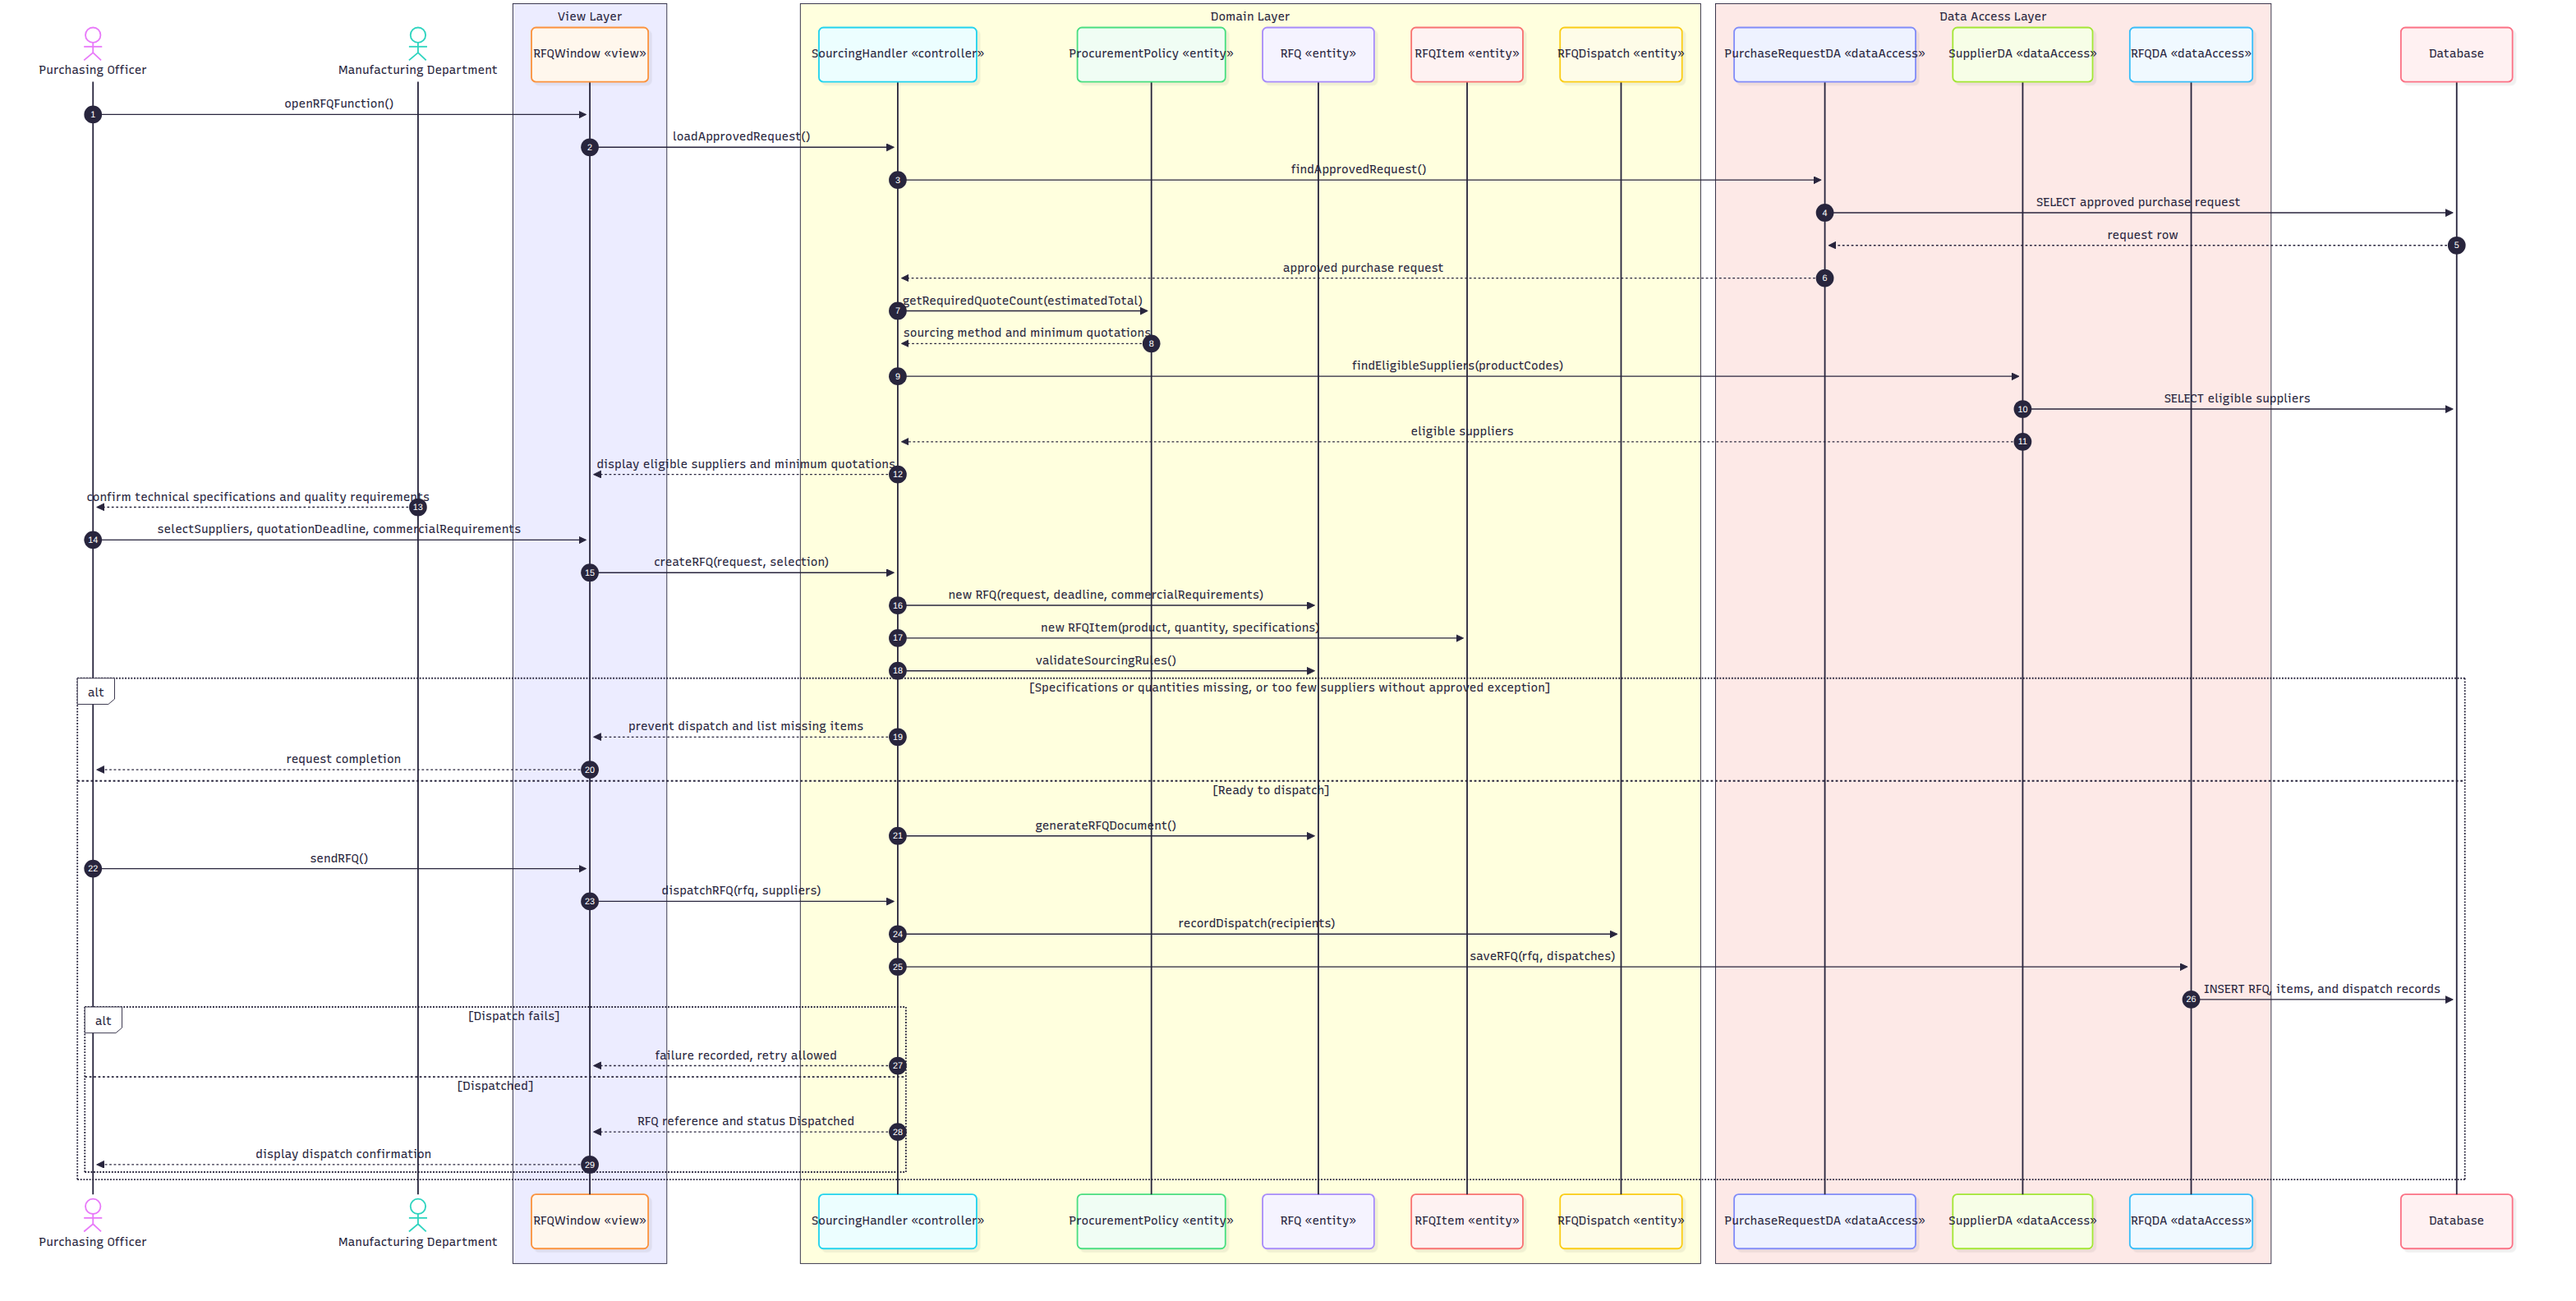 View Layer
Domain Layer
Data Access Layer
Purchasing Officer
Manufacturing Department
RFQWindow «view»
SourcingHandler «controller»
ProcurementPolicy «entity»
RFQ «entity»
RFQItem «entity»
RFQDispatch «entity»
PurchaseRequestDA «dataAccess»
SupplierDA «dataAccess»
RFQDA «dataAccess»
Database
1 openRFQFunction()
2 loadApprovedRequest()
3 findApprovedRequest()
4 SELECT approved purchase request
request row 5
approved purchase request 6
7 getRequiredQuoteCount(estimatedTotal)
sourcing method and minimum quotations 8
9 findEligibleSuppliers(productCodes)
10 SELECT eligible suppliers
eligible suppliers 11
display eligible suppliers and minimum quotations 12
confirm technical specifications and quality requirements 13
14 selectSuppliers, quotationDeadline, commercialRequirements
15 createRFQ(request, selection)
16 new RFQ(request, deadline, commercialRequirements)
17 new RFQItem(product, quantity, specifications)
18 validateSourcingRules()
alt [Specifications or quantities missing, or too few suppliers without approved exception]
prevent dispatch and list missing items 19
request completion 20
[Ready to dispatch]
21 generateRFQDocument()
22 sendRFQ()
23 dispatchRFQ(rfq, suppliers)
24 recordDispatch(recipients)
25 saveRFQ(rfq, dispatches)
26 INSERT RFQ, items, and dispatch records
alt [Dispatch fails]
failure recorded, retry allowed 27
[Dispatched]
RFQ reference and status Dispatched 28
display dispatch confirmation 29
Purchasing Officer
Manufacturing Department
RFQWindow «view»
SourcingHandler «controller»
ProcurementPolicy «entity»
RFQ «entity»
RFQItem «entity»
RFQDispatch «entity»
PurchaseRequestDA «dataAccess»
SupplierDA «dataAccess»
RFQDA «dataAccess»
Database